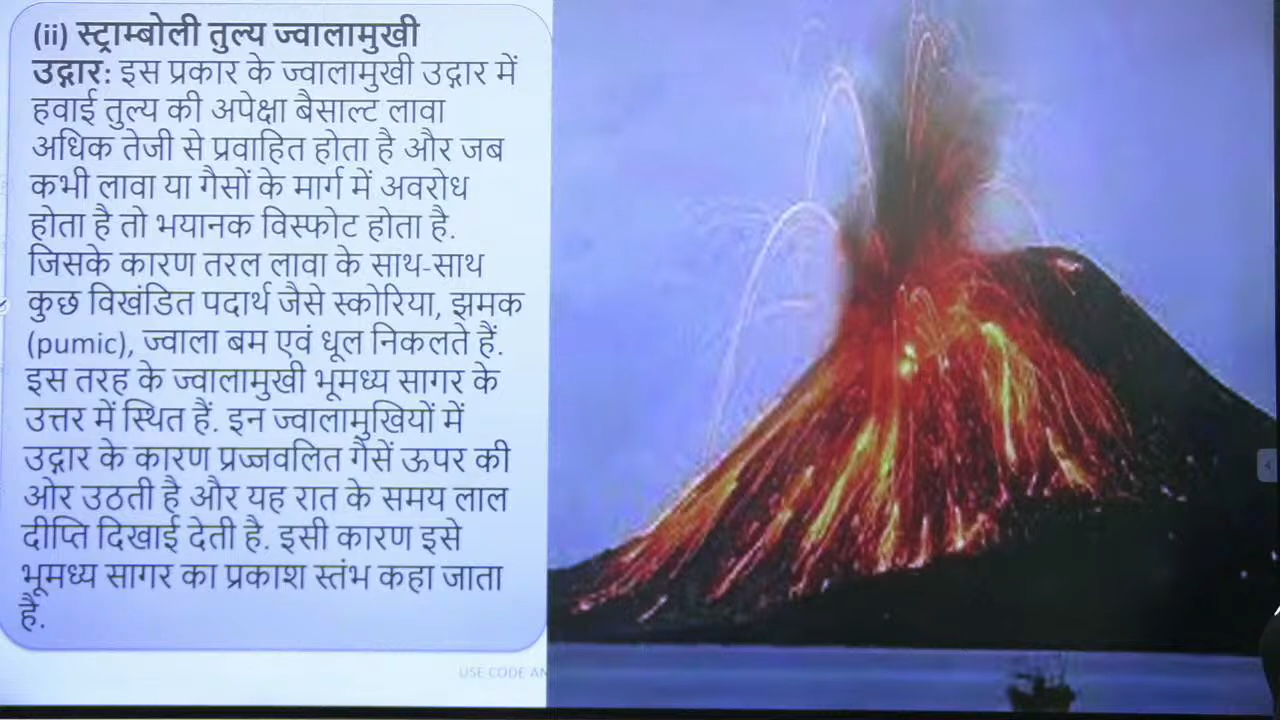 (ii) स्ट्राम्बोली तुल्य ज्वालामुखी
उद्गार: इस प्रकार के ज्वालामुखी उद्गार में
हवाई तुल्य की अपेक्षा बैसाल्ट लावा
अधिक तेजी से प्रवाहित होता है और जब
कभी लावा या गैसों के मार्ग में अवरोध
होता है तो भयानक विस्फोट होता है.
जिसके कारण तरल लावा के साथ-साथ
कुछ विखंडित पदार्थ जैसे स्कोरिया, झमक
(pumic), ज्वाला बम एवं धूल निकलते हैं.
इस तरह के ज्वालामुखी भूमध्य सागर के
उत्तर में स्थित हैं. इन ज्वालामुखियों में
उद्गार के कारण प्रज्जवलित गैसें ऊपर की
ओर उठती है और यह रात के समय लाल
दीप्ति दिखाई देती है. इसी कारण इसे
भूमध्य सागर का प्रकाश स्तंभ कहा जाता
है.
USE CODE
4